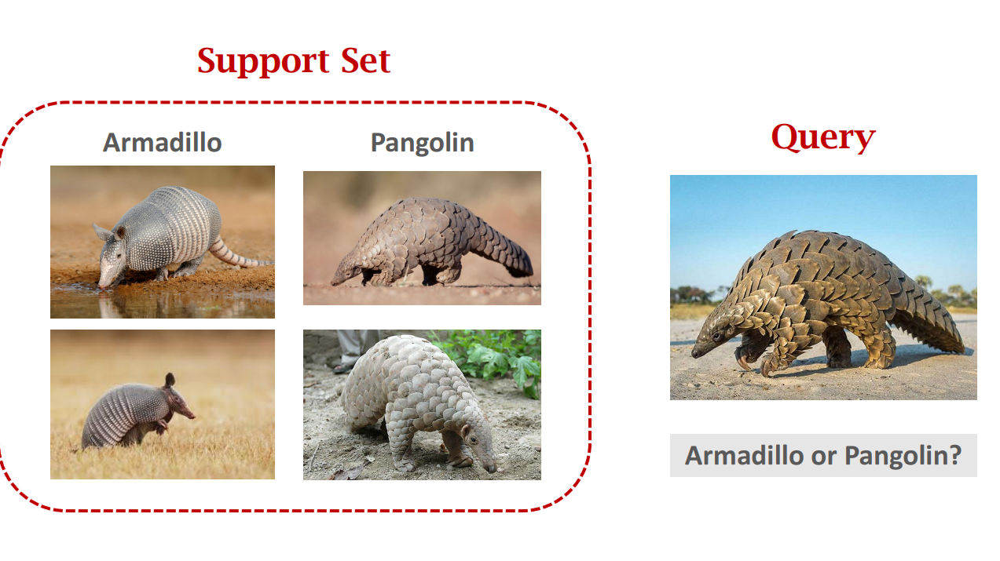 Support Set
Armadillo
Pangolin
Query
Armadillo or Pangolin?